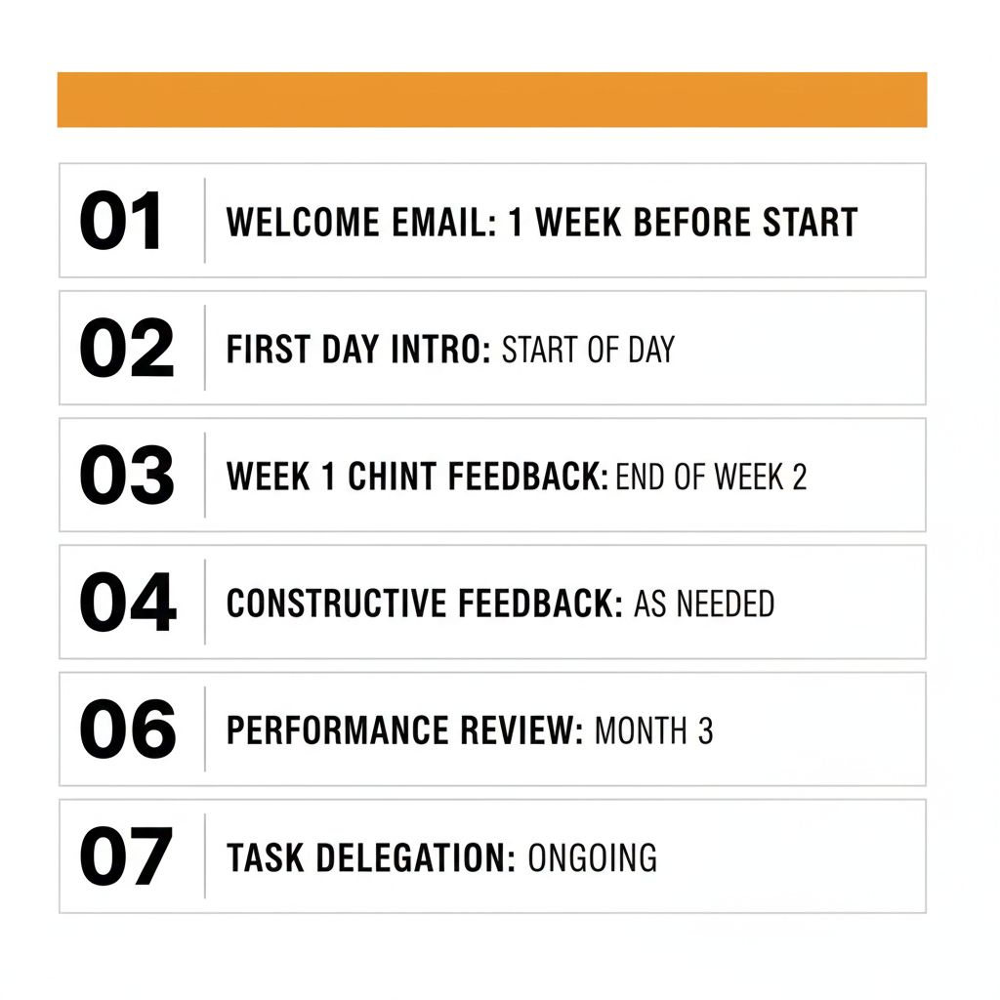 01 WELCOME EMAIL: 1 WEEK BEFORE START
02 FIRST DAY INTRO: START OF DAY
03 WEEK 1 CHINT FEEDBACK: END OF WEEK 2
04 CONSTRUCTIVE FEEDBACK: AS NEEDED
06 PERFORMANCE REVIEW: MONTH 3
07 TASK DELEGATION: ONGOING